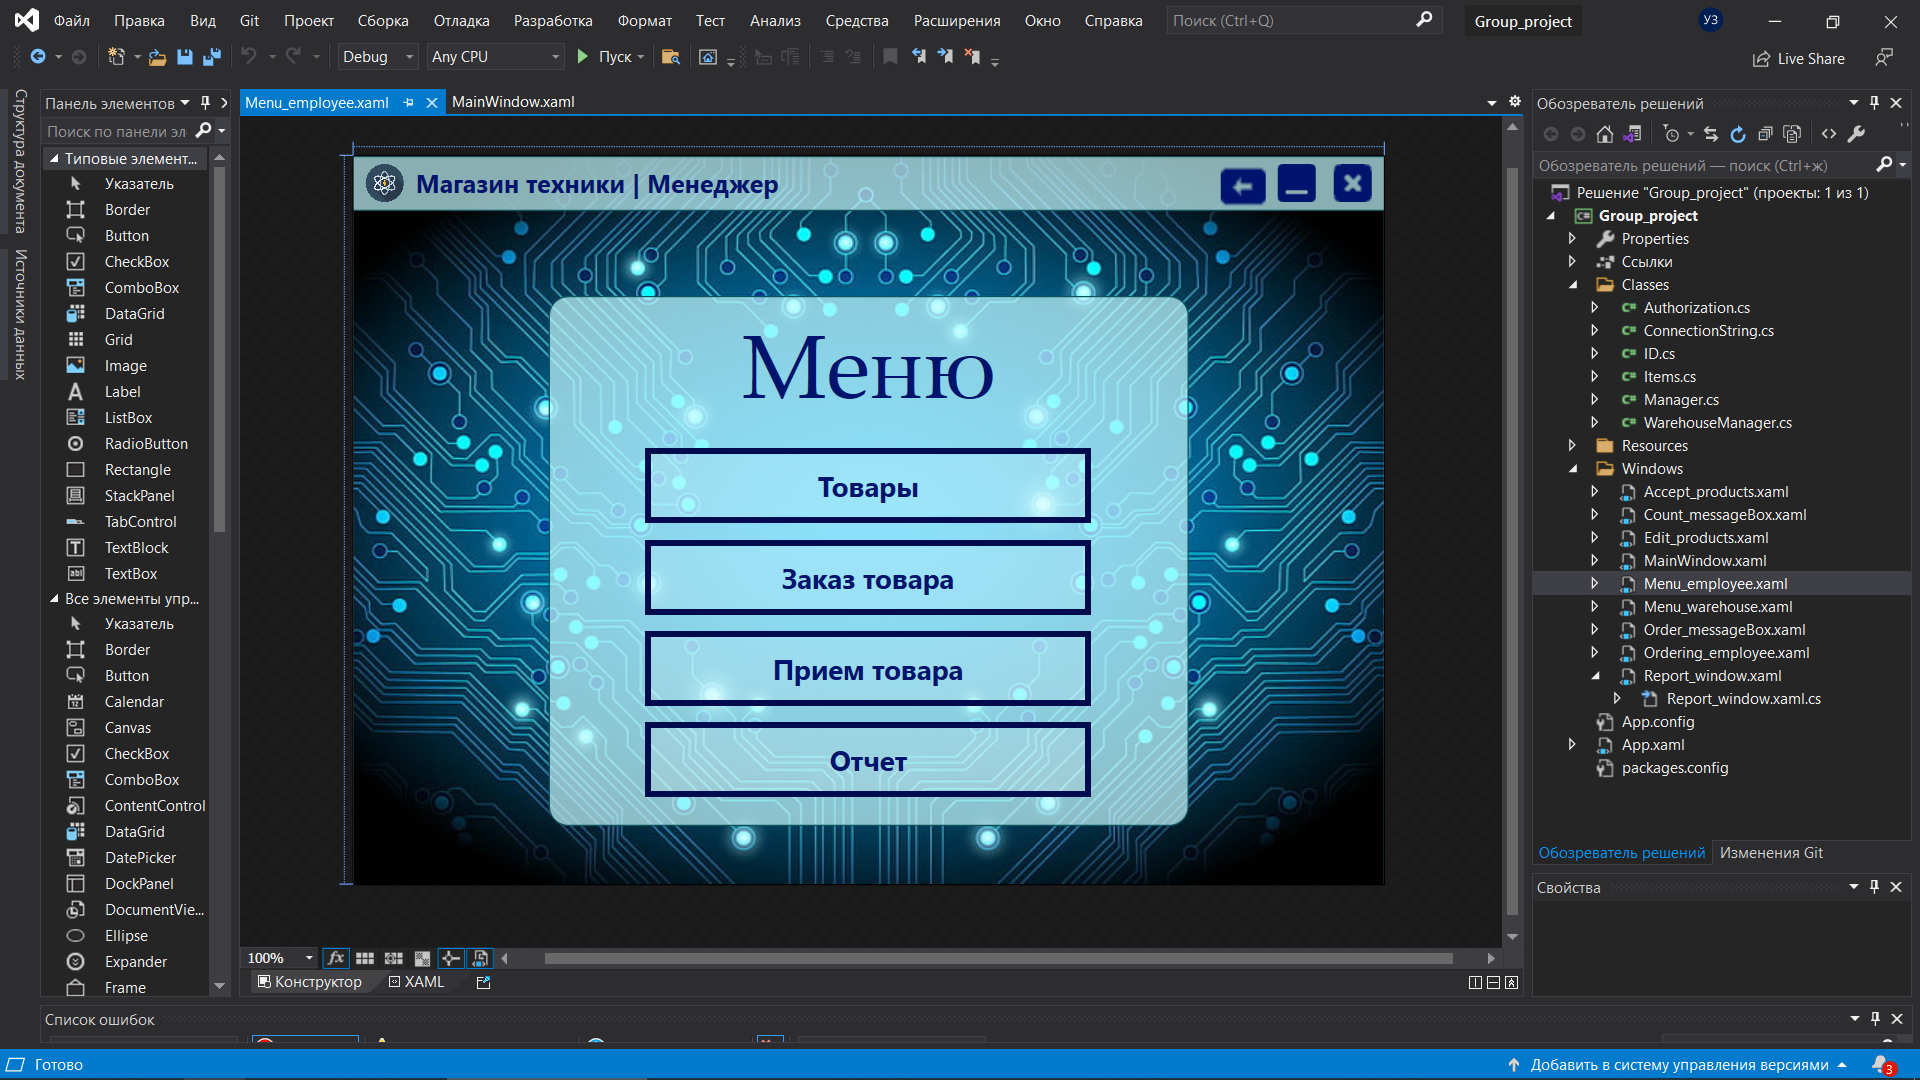 Файл Правка Вид Git Проект Сборка Отладка Разработка Формат Тест Анализ Средства Расширения Окно Справка Поиск (Ctrl+Q) Group_project УЗ
Debug Any CPU Пуск Live Share
Структура документа
Источники данных
Панель элементов
Поиск по панели эл
Типовые элемент...
Указатель
Border
Button
CheckBox
ComboBox
DataGrid
Grid
Image
Label
ListBox
RadioButton
Rectangle
StackPanel
TabControl
TextBlock
TextBox
Все элементы упр...
Указатель
Border
Button
Calendar
Canvas
CheckBox
ComboBox
ContentControl
DataGrid
DatePicker
DockPanel
DocumentVie...
Ellipse
Expander
Frame
Menu_employee.xaml MainWindow.xaml
Магазин техники | Менеджер
Меню
Товары
Заказ товара
Прием товара
Отчет
100%
Конструктор XAML
Обозреватель решений
Обозреватель решений — поиск (Ctrl+ж)
Решение "Group_project" (проекты: 1 из 1)
Group_project
Properties
Ссылки
Classes
Authorization.cs
ConnectionString.cs
ID.cs
Items.cs
Manager.cs
WarehouseManager.cs
Resources
Windows
Accept_products.xaml
Count_messageBox.xaml
Edit_products.xaml
MainWindow.xaml
Menu_employee.xaml
Menu_warehouse.xaml
Order_messageBox.xaml
Ordering_employee.xaml
Report_window.xaml
Report_window.xaml.cs
App.config
App.xaml
packages.config
Обозреватель решений Изменения Git
Свойства
Список ошибок
Готово Добавить в систему управления версиями 3